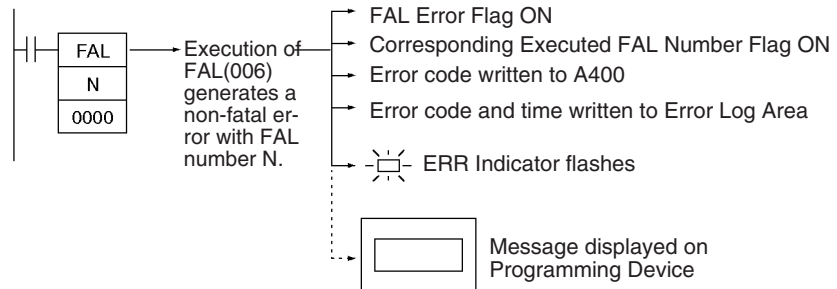 FAL
N
0000
Execution of
FAL(006)
generates a
non-fatal er-
ror with FAL
number N.
FAL Error Flag ON
Corresponding Executed FAL Number Flag ON
Error code written to A400
Error code and time written to Error Log Area
ERR Indicator flashes
Message displayed on
Programming Device